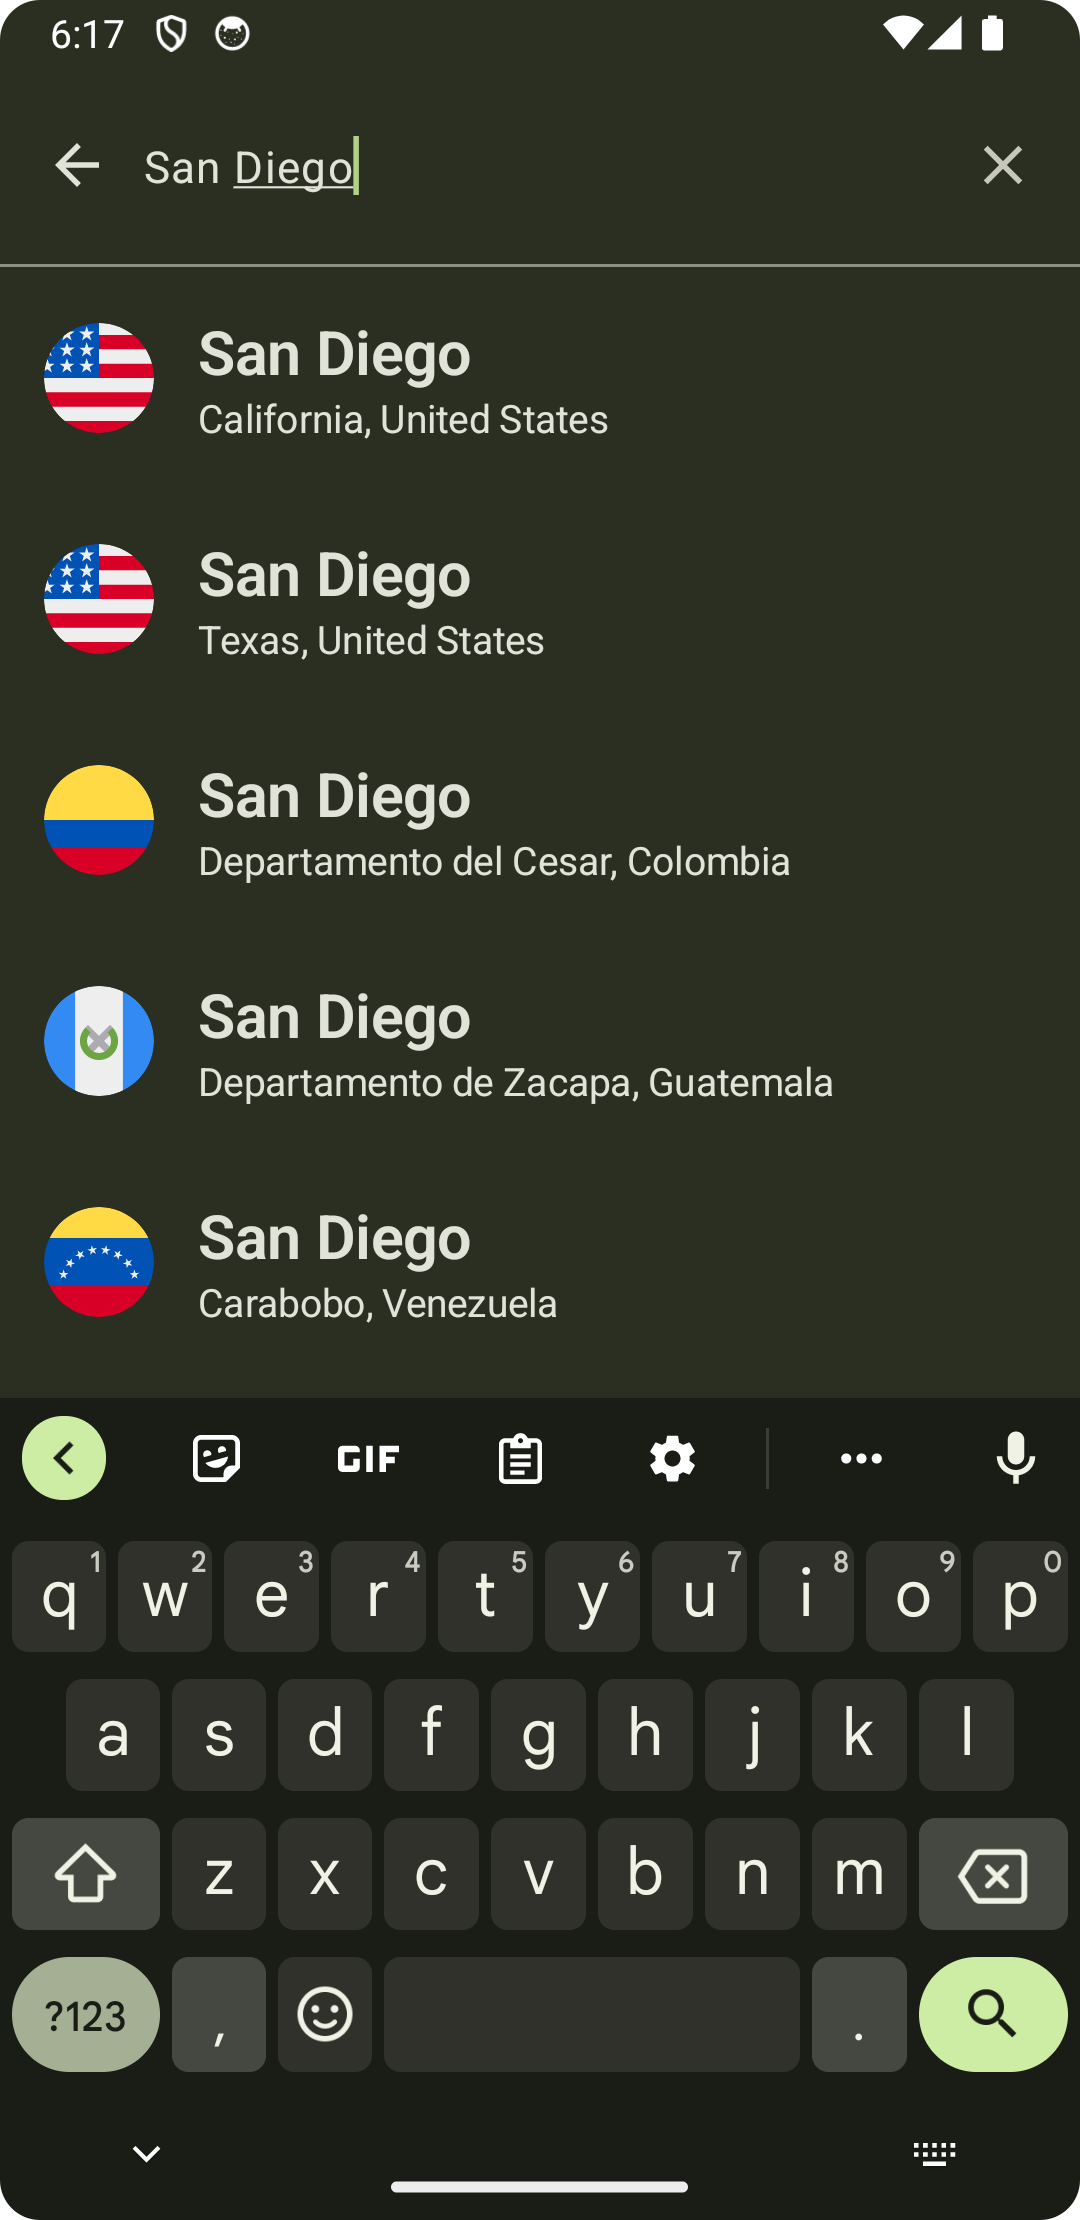 6:17
San Diego
San Diego
California, United States
San Diego
Texas, United States
San Diego
Departamento del Cesar, Colombia
San Diego
Departamento de Zacapa, Guatemala
San Diego
Carabobo, Venezuela
GIF
q 1 w 2 e 3 r 4 t 5 y 6 u 7 i 8 o 9 p 0
a s d f g h j k l
z x c v b n m
?123 , .